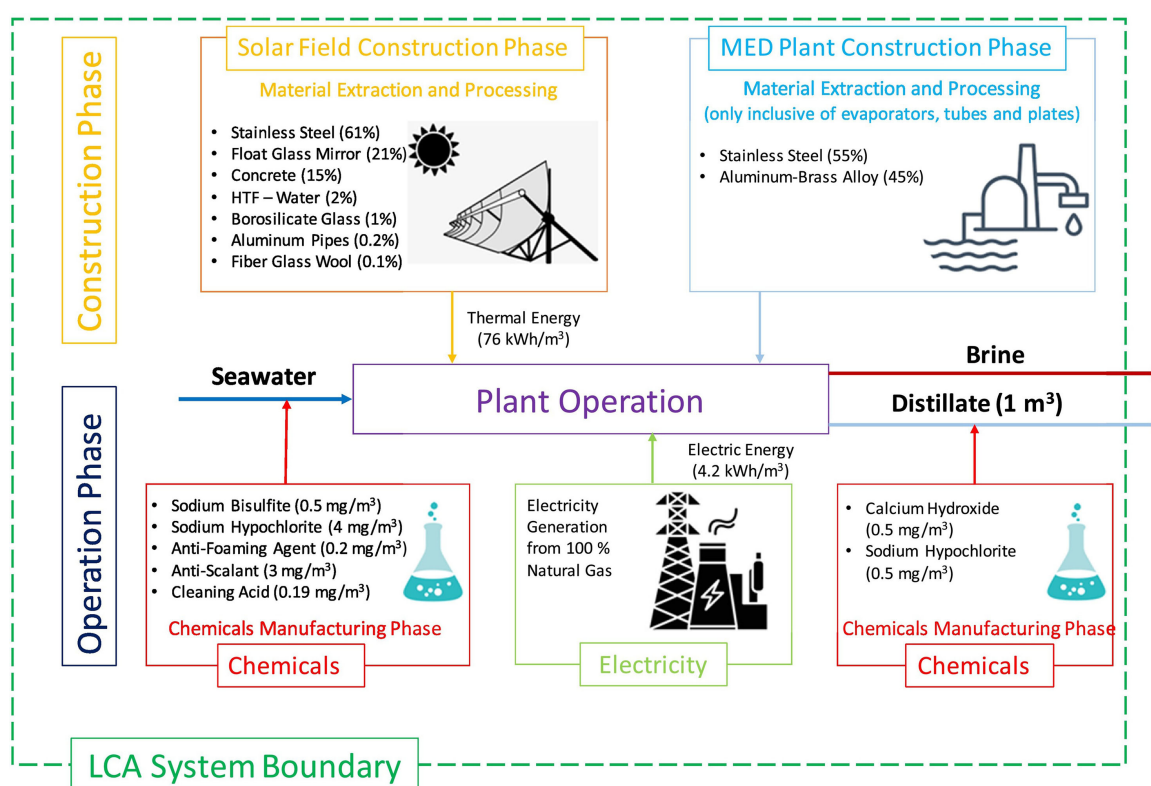 Construction Phase
Solar Field Construction Phase
Material Extraction and Processing
• Stainless Steel (61%)
• Float Glass Mirror (21%)
• Concrete (15%)
• HTF – Water (2%)
• Borosilicate Glass (1%)
• Aluminum Pipes (0.2%)
• Fiber Glass Wool (0.1%)
MED Plant Construction Phase
Material Extraction and Processing
(only inclusive of evaporators, tubes and plates)
• Stainless Steel (55%)
• Aluminum-Brass Alloy (45%)
Thermal Energy
(76 kWh/m³)
Operation Phase
Seawater
Plant Operation
Brine
Distillate (1 m³)
Electric Energy
(4.2 kWh/m³)
• Sodium Bisulfite (0.5 mg/m³)
• Sodium Hypochlorite (4 mg/m³)
• Anti-Foaming Agent (0.2 mg/m³)
• Anti-Scalant (3 mg/m³)
• Cleaning Acid (0.19 mg/m³)
Chemicals Manufacturing Phase
Chemicals
Electricity
Generation
from 100 %
Natural Gas
Electricity
• Calcium Hydroxide
(0.5 mg/m³)
• Sodium Hypochlorite
(0.5 mg/m³)
Chemicals Manufacturing Phase
Chemicals
LCA System Boundary